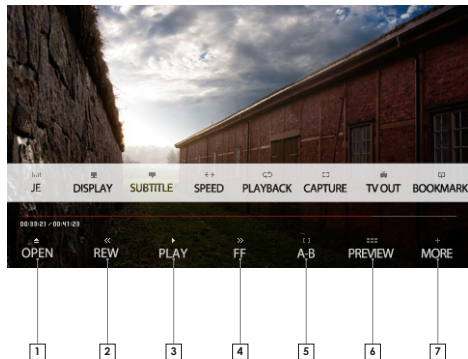 JE DISPLAY SUBTITLE SPEED PLAYBACK CAPTURE TV OUT BOOKMARK
00:33:21 / 00:41:23
OPEN REW PLAY FF A-B PREVIEW MORE
1 2 3 4 5 6 7